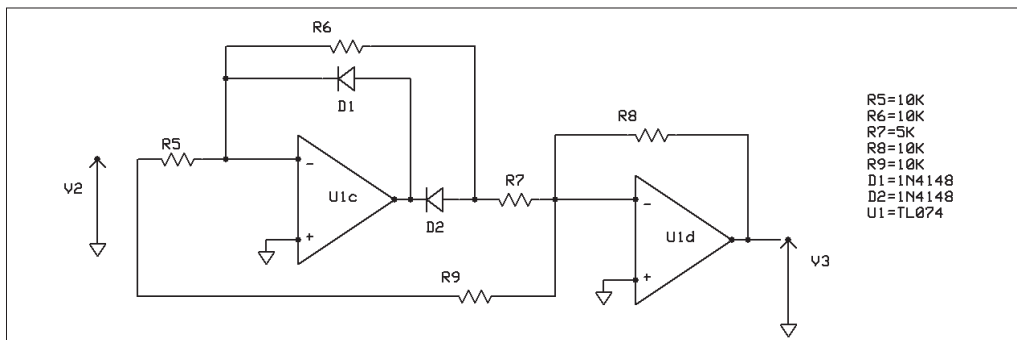 R6
D1
R5
R8
V2
U1c
D2
R7
U1d
R9
V3
-
+
-
+
R5=10K
R6=10K
R7=5K
R8=10K
R9=10K
D1=1N4148
D2=1N4148
U1=TL074